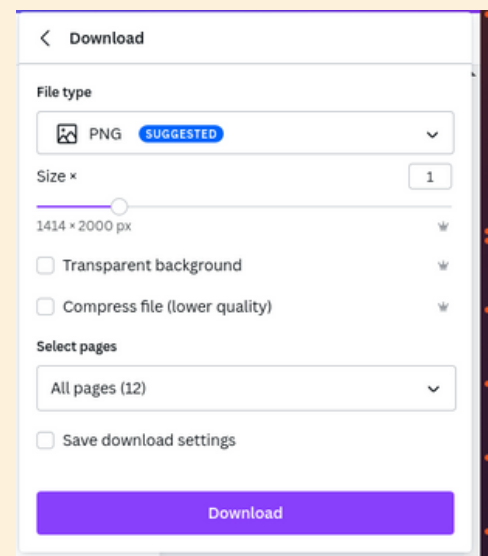 Download
File type
PNG SUGGESTED
Size × 1
1414 × 2000 px
Transparent background
Compress file (lower quality)
Select pages
All pages (12)
Save download settings
Download